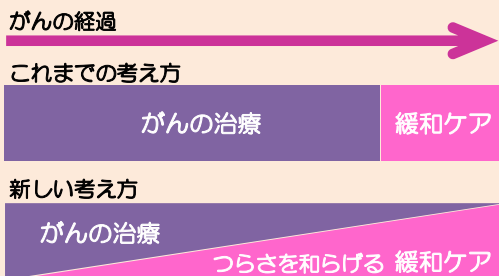 がんの経過
これまでの考え方
がんの治療 緩和ケア
新しい考え方
がんの治療
つらさを和らげる 緩和ケア